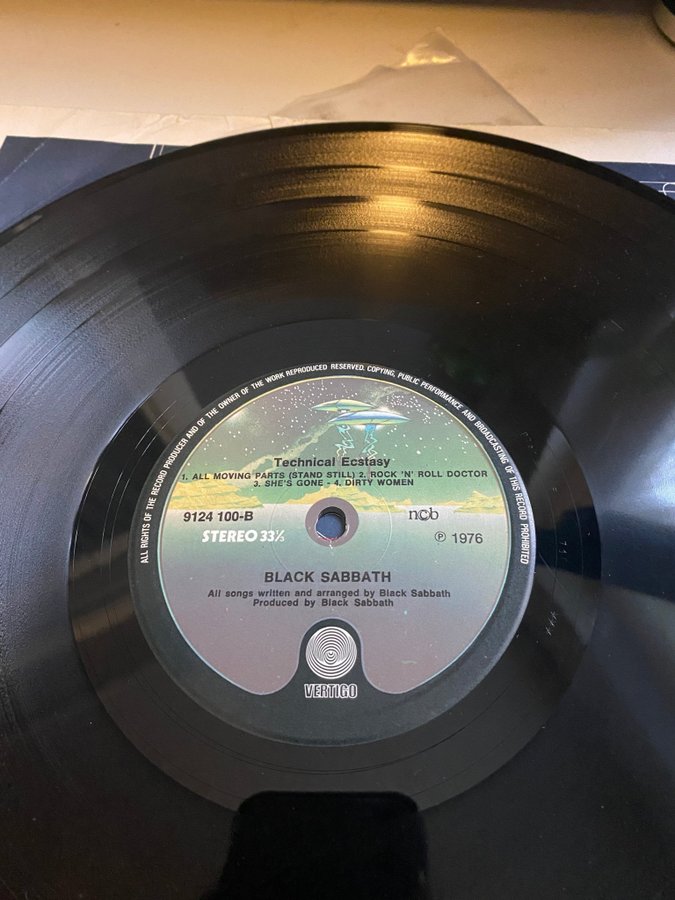 ALL RIGHTS OF THE RECORD PRODUCER AND OF THE OWNER OF THE WORK REPRODUCED RESERVED. COPYING, PUBLIC PERFORMANCE AND BROADCASTING OF THIS RECORD PROHIBITED
Technical Ecstasy
1. ALL MOVING PARTS (STAND STILL) 2. ROCK 'N' ROLL DOCTOR
3. SHE'S GONE - 4. DIRTY WOMEN
9124 100-B
ncb
STEREO 33⅓
℗ 1976
BLACK SABBATH
All songs written and arranged by Black Sabbath
Produced by Black Sabbath
VERTIGO